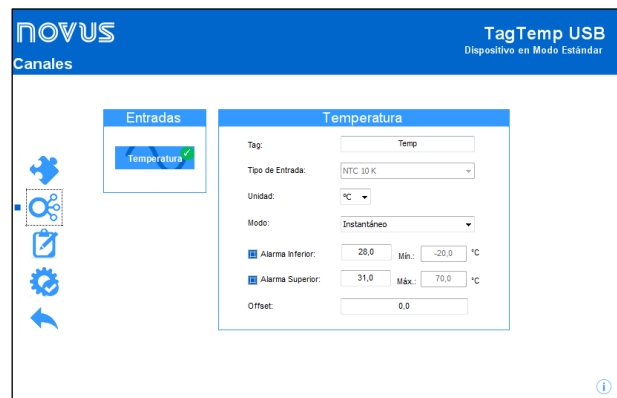 NOVUS
TagTemp USB
Dispositivo en Modo Estándar
Canales
Entradas
Temperatura
Temperatura
Tag: Temp
Tipo de Entrada: NTC 10 K
Unidad: ºC
Modo: Instantáneo
Alarma Inferior: 28,0 Mín.: -20,0 °C
Alarma Superior: 31,0 Máx.: 70,0 °C
Offset: 0,0
i